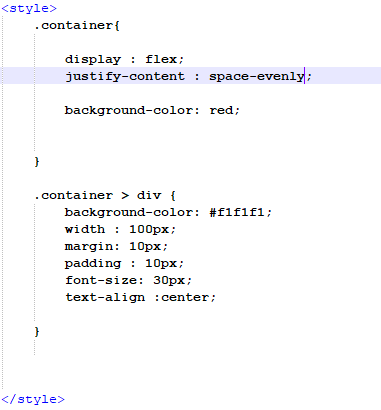 <style>
.container{
display : flex;
justify-content : space-evenly;
background-color: red;
}
.container > div {
background-color: #f1f1f1;
width : 100px;
margin: 10px;
padding : 10px;
font-size: 30px;
text-align :center;
}
</style>